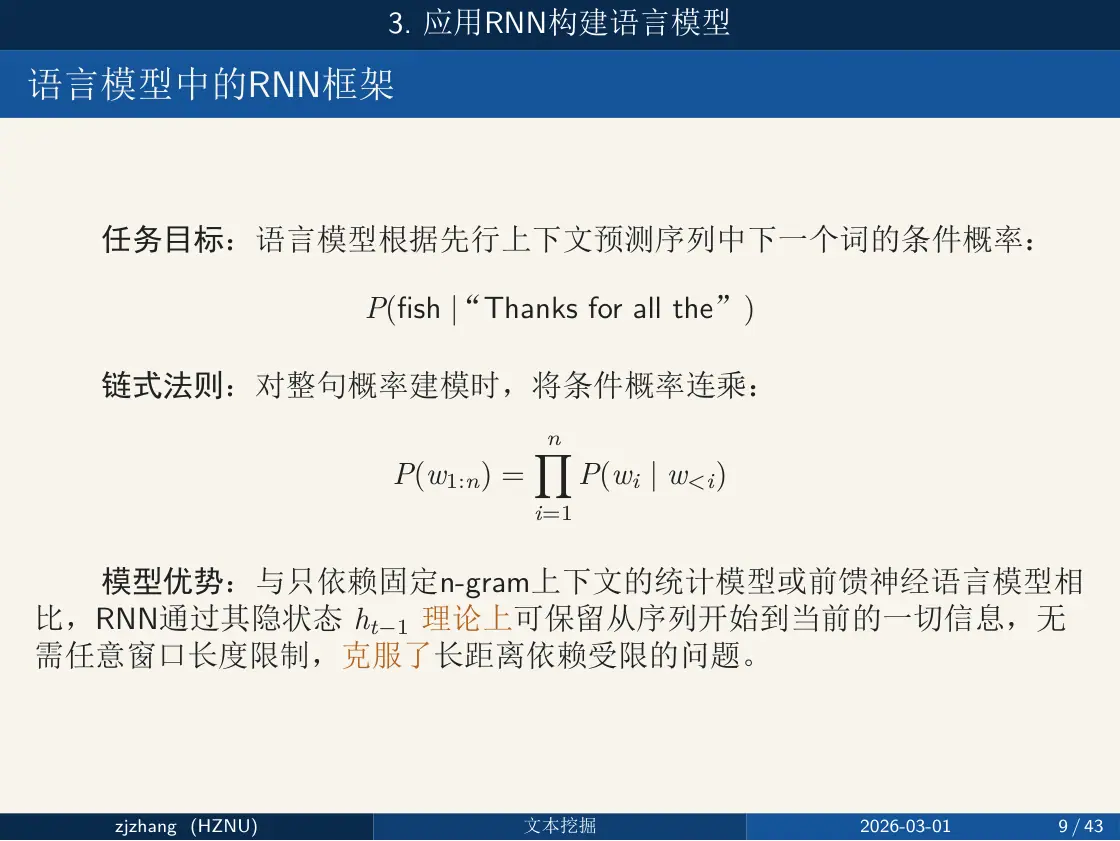 3. 应用RNN构建语言模型
语言模型中的RNN框架
任务目标：语言模型根据先行上下文预测序列中下一个词的条件概率：
P(fish |“Thanks for all the”)
链式法则：对整句概率建模时，将条件概率连乘：
P(w_{1:n}) = \prod_{i=1}^{n} P(w_i | w_{<i})
模型优势：与只依赖固定n-gram上下文的统计模型或前馈神经语言模型相
比，RNN通过其隐状态 h_{t−1} 理论上可保留从序列开始到当前的一切信息，无
需任意窗口长度限制，克服了长距离依赖受限的问题。
zjzhang (HZNU) 文本挖掘 2026-03-01 9 / 43